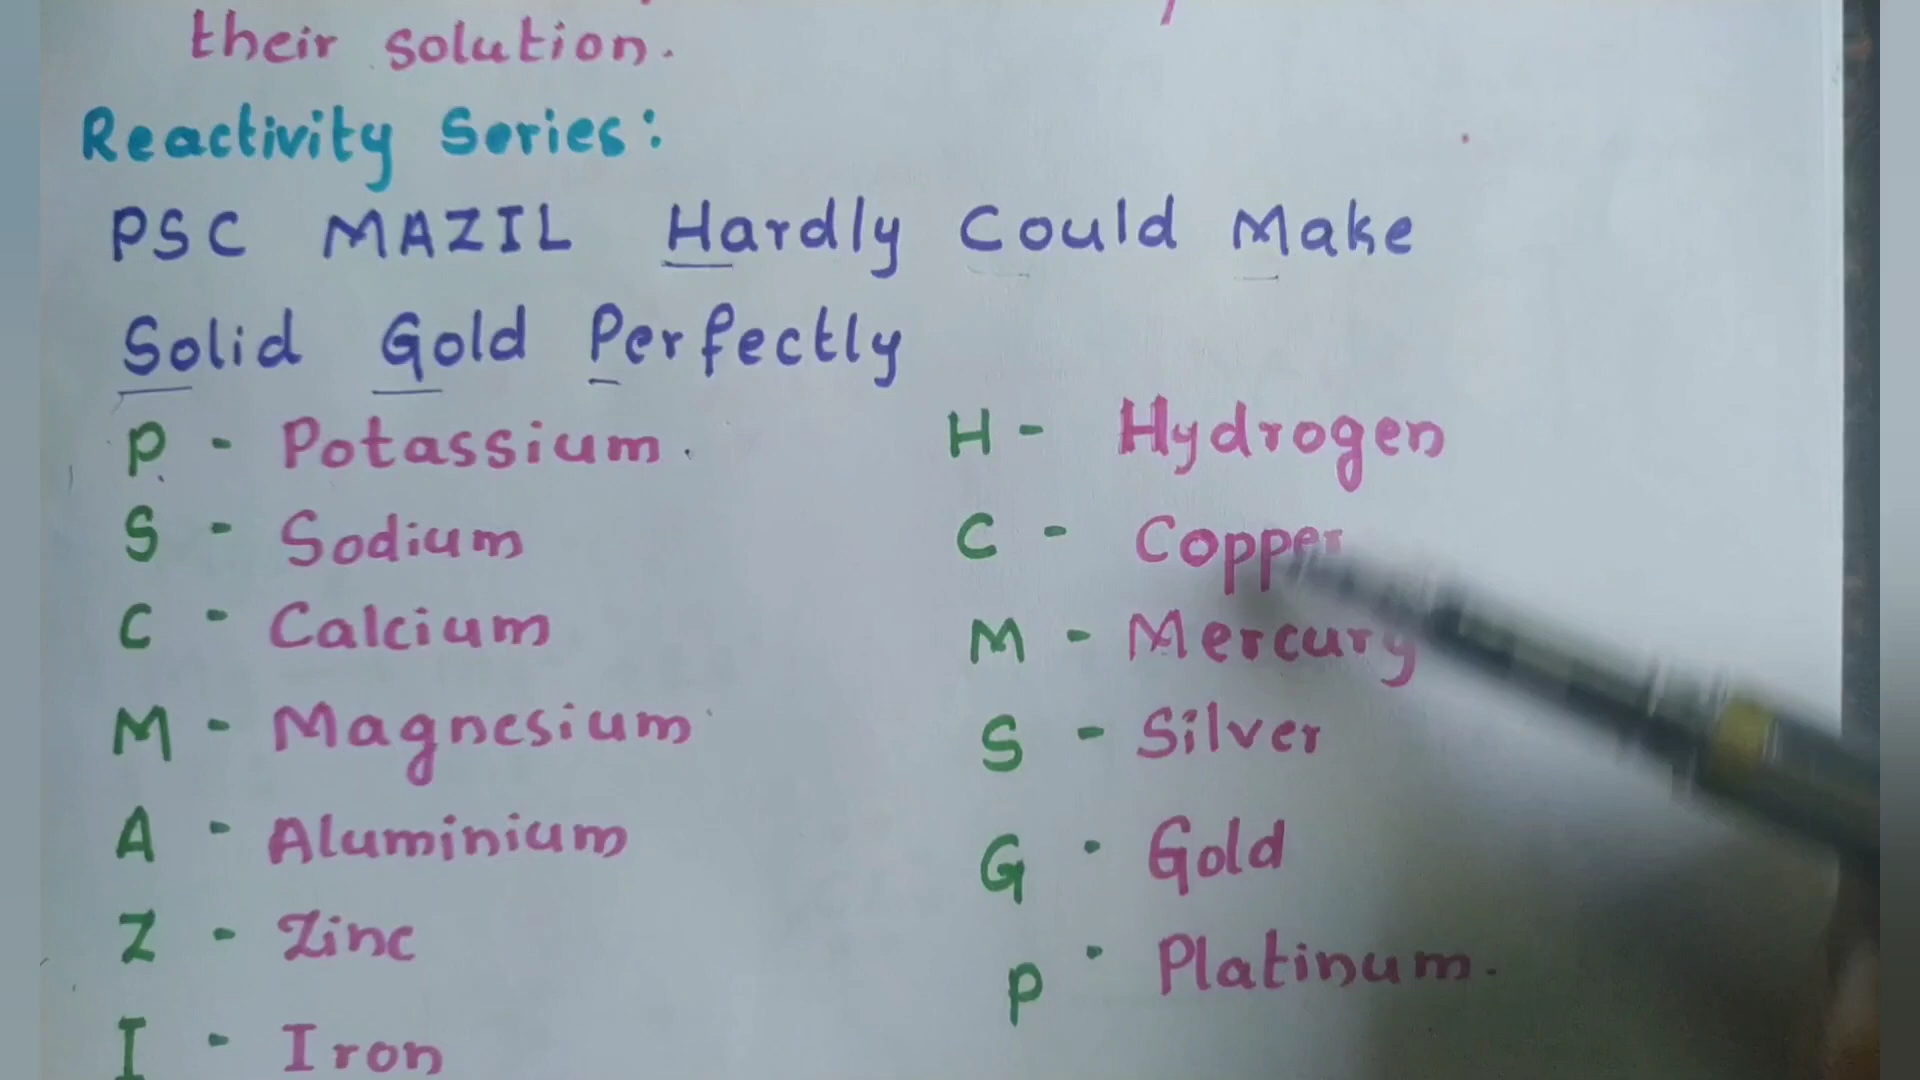 their solution.
Reactivity Series:
PSC MAZIL Hardly Could Make
Solid Gold Perfectly
P - Potassium.
S - Sodium
C - Calcium
M - Magnesium
A - Aluminium
Z - Zinc
I - Iron
H - Hydrogen
C - Copper
M - Mercury
S - Silver
G - Gold
P - Platinum.